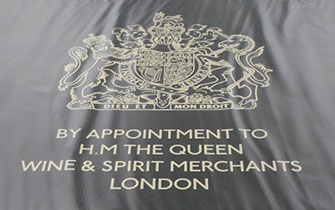 DIEU ET MON DROIT
BY APPOINTMENT TO
H.M THE QUEEN
WINE & SPIRIT MERCHANTS
LONDON